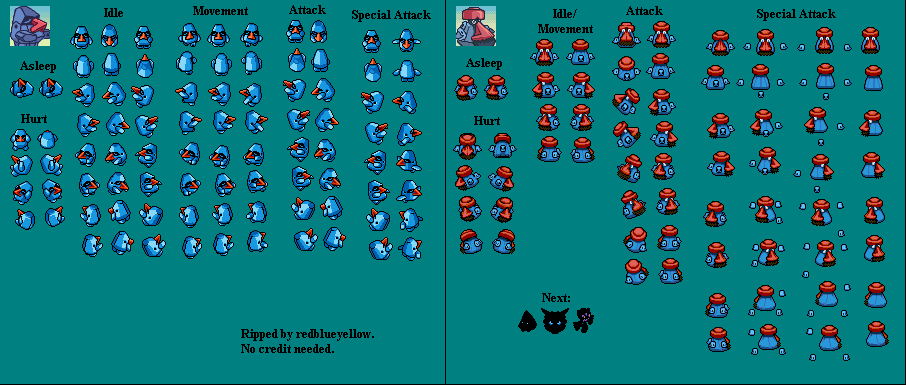 Idle
Movement
Attack
Special Attack
Asleep
Hurt
Ripped by redblueyellow.
No credit needed.
Idle/
Movement
Attack
Special Attack
Asleep
Hurt
Next: